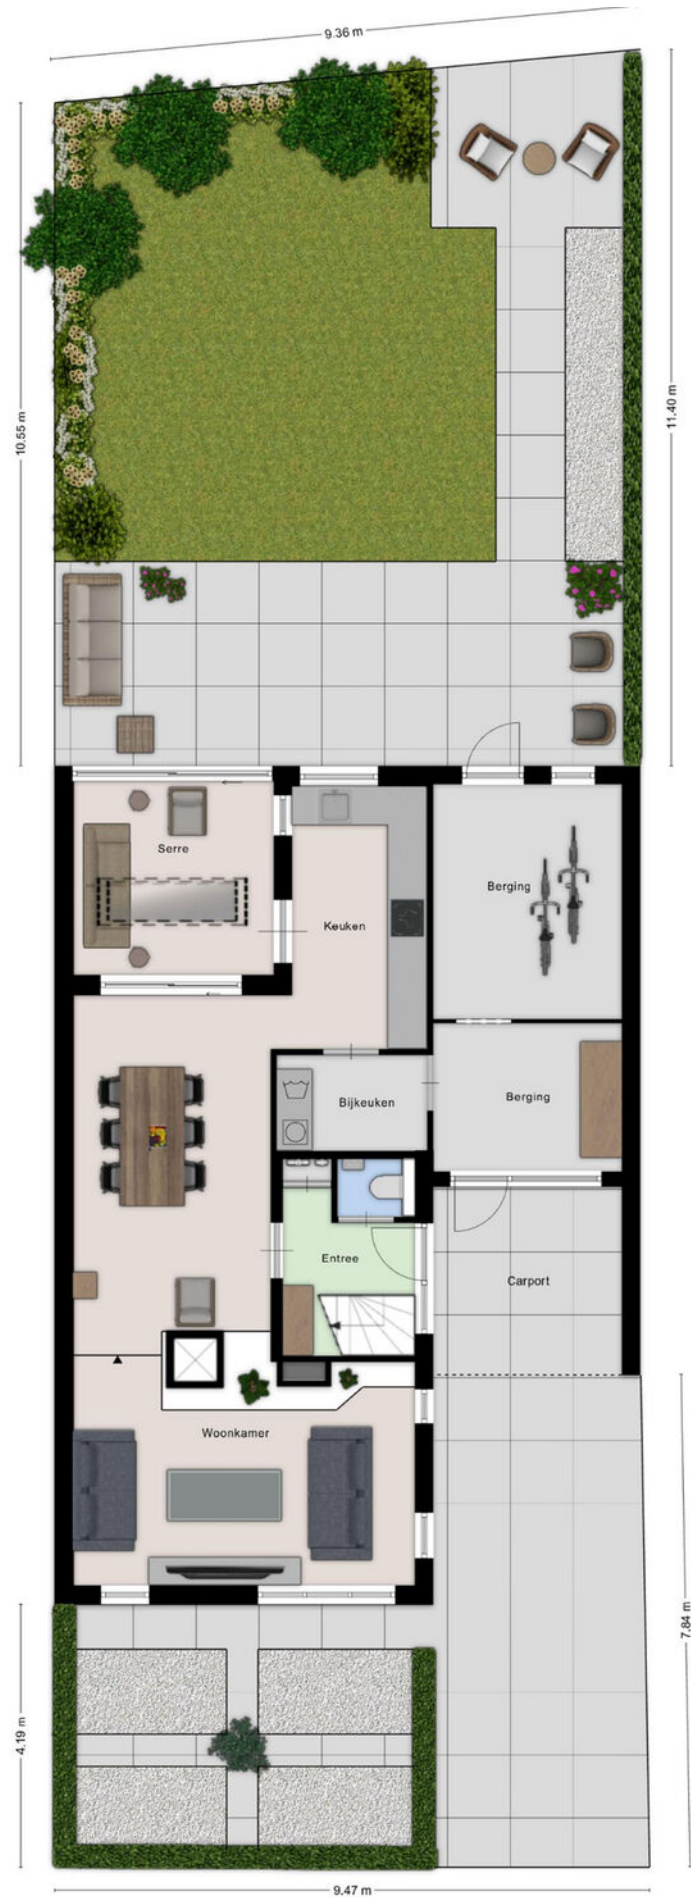 9.36 m
10.55 m
11.40 m
Serre
Keuken
Berging
Bijkeuken
Berging
Entree
Carport
Woonkamer
4.19 m
7.84 m
9.47 m